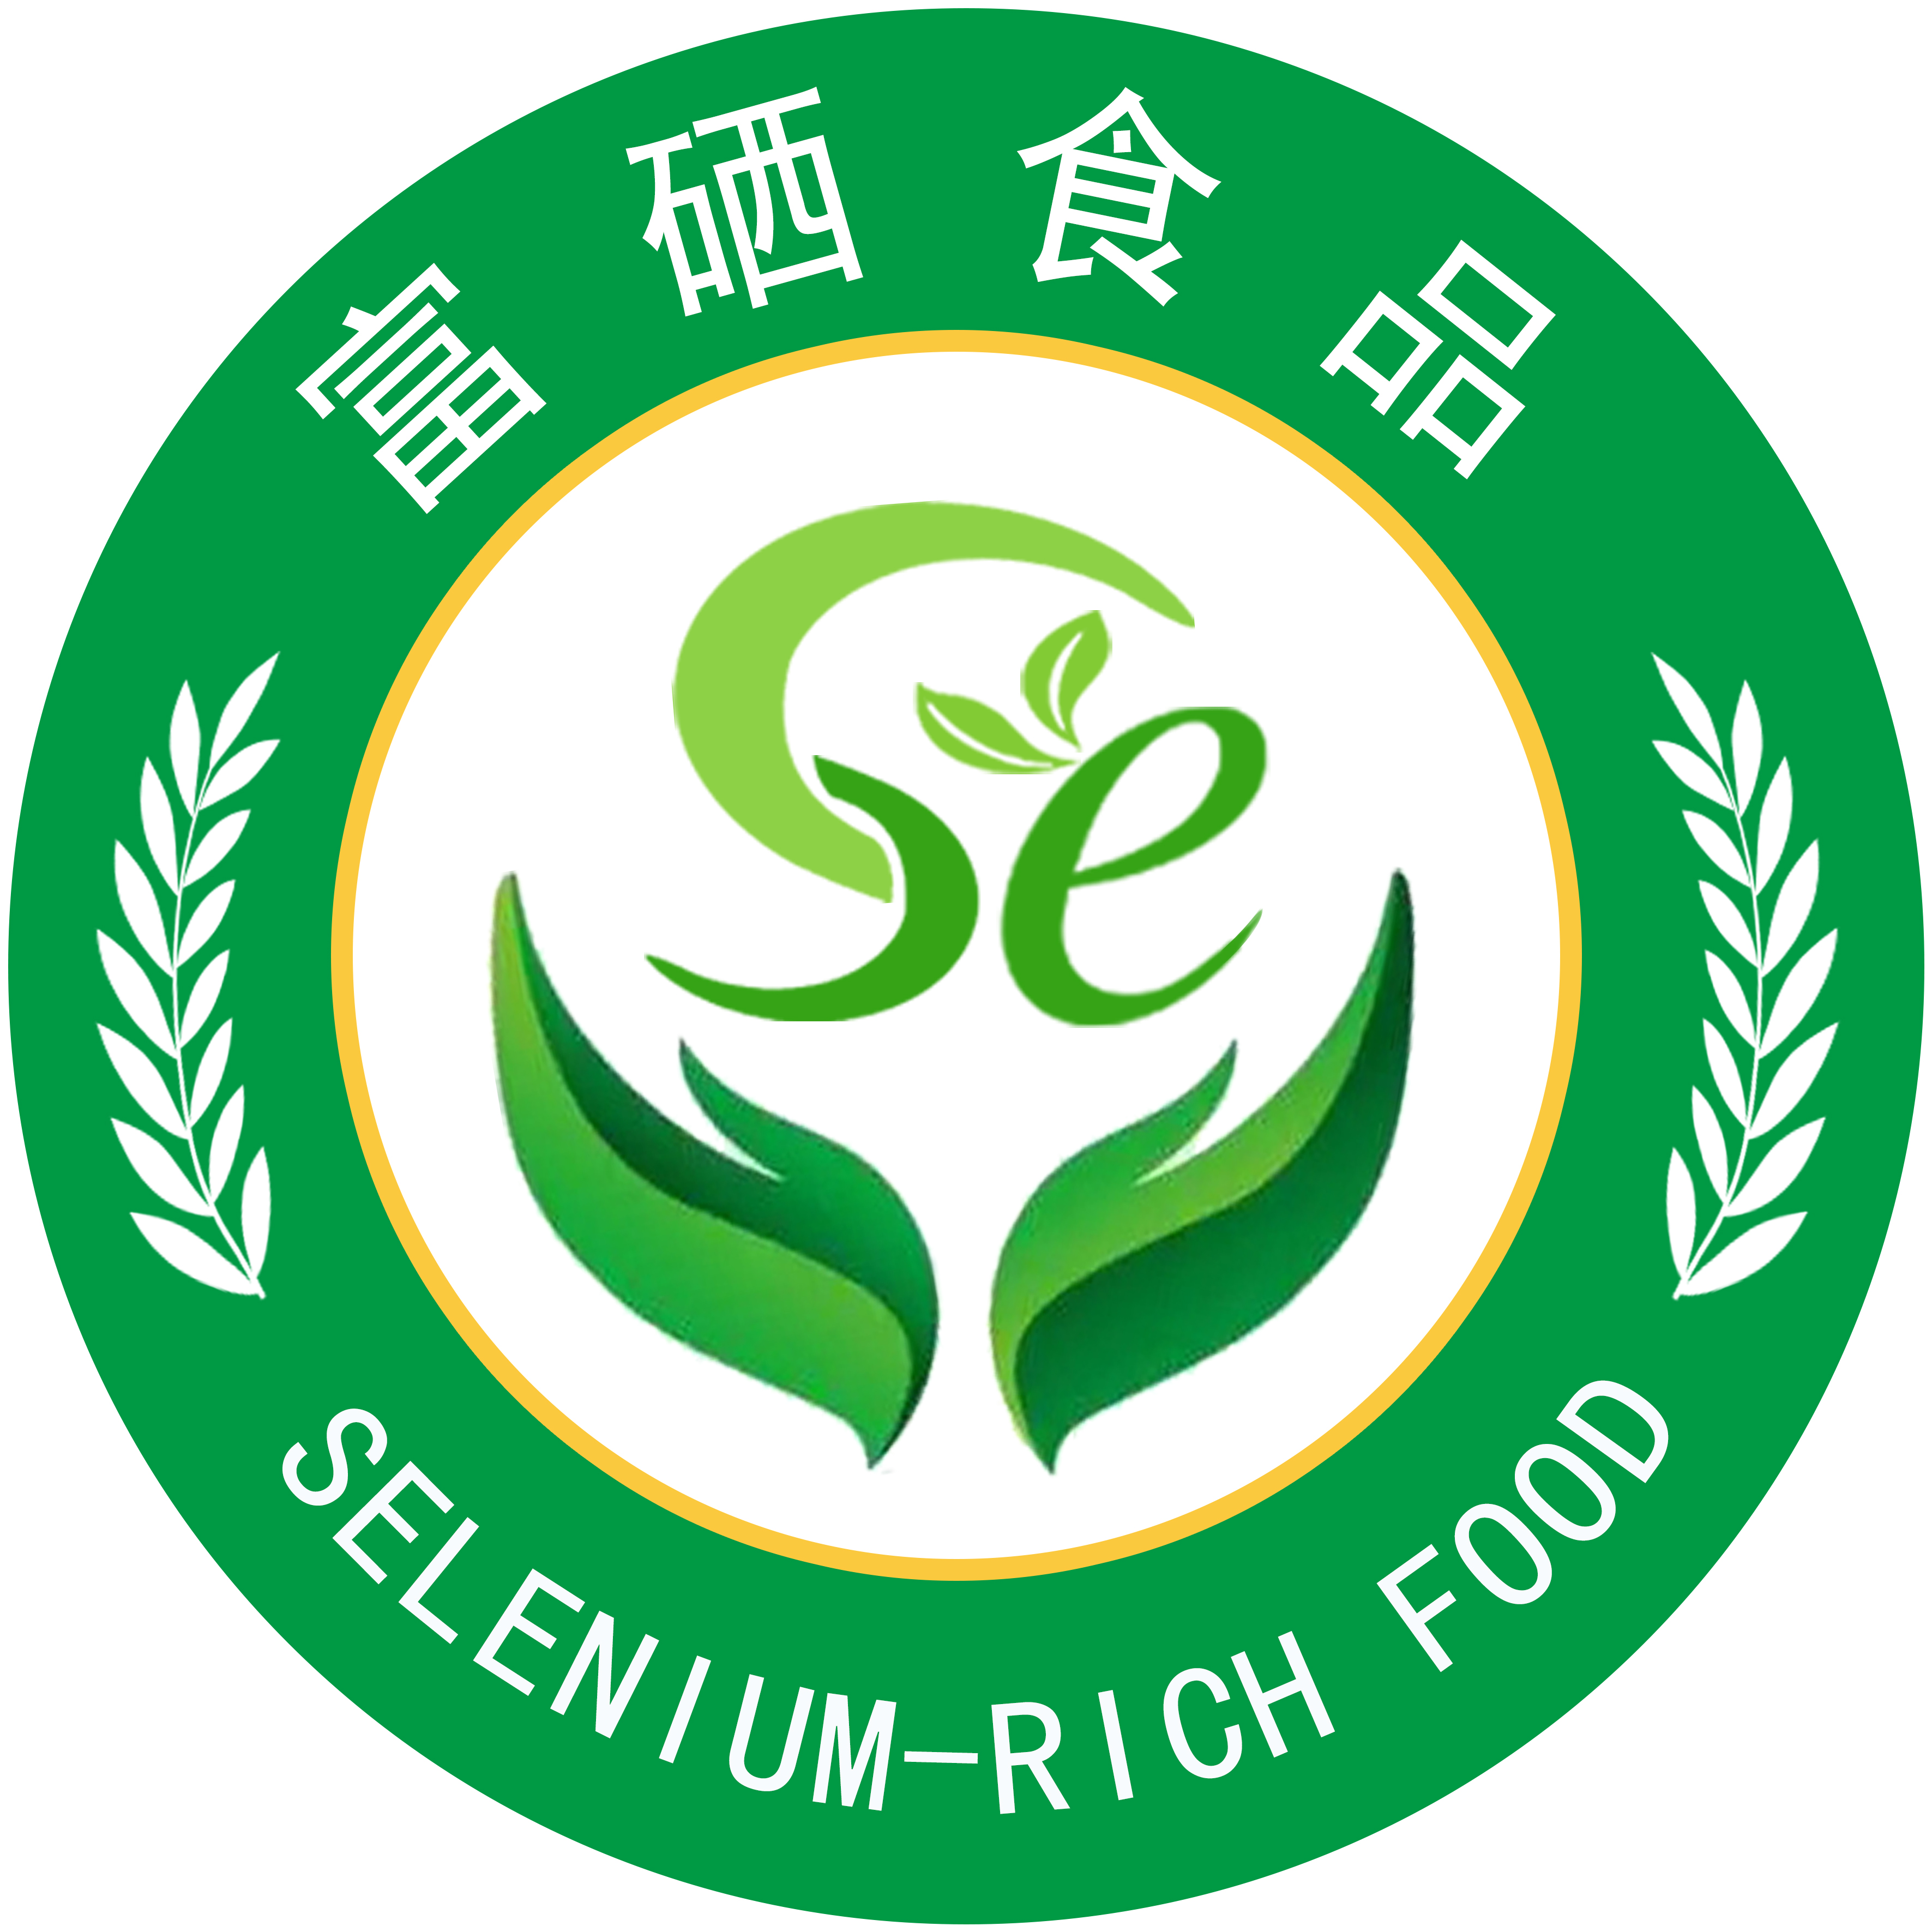 富硒食品
Se
SELENIUM-RICH FOOD